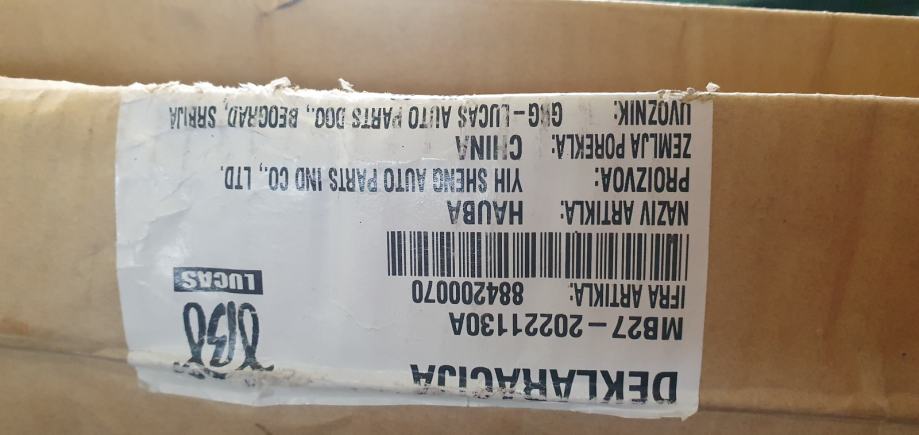 DEKLARACIJA
MB27-20221130A
IFRA ARTIKLA: 884200070
LUCAS
NAZIV ARTIKLA: HAUBA
PROIZVOA: YIH SHENG AUTO PARTS IND CO., LTD.
ZEMLJA POREKLA: CHINA
UVOZNIK: LUCAS AUTO PARTS DOO., BEOGRAD, SRBIJA